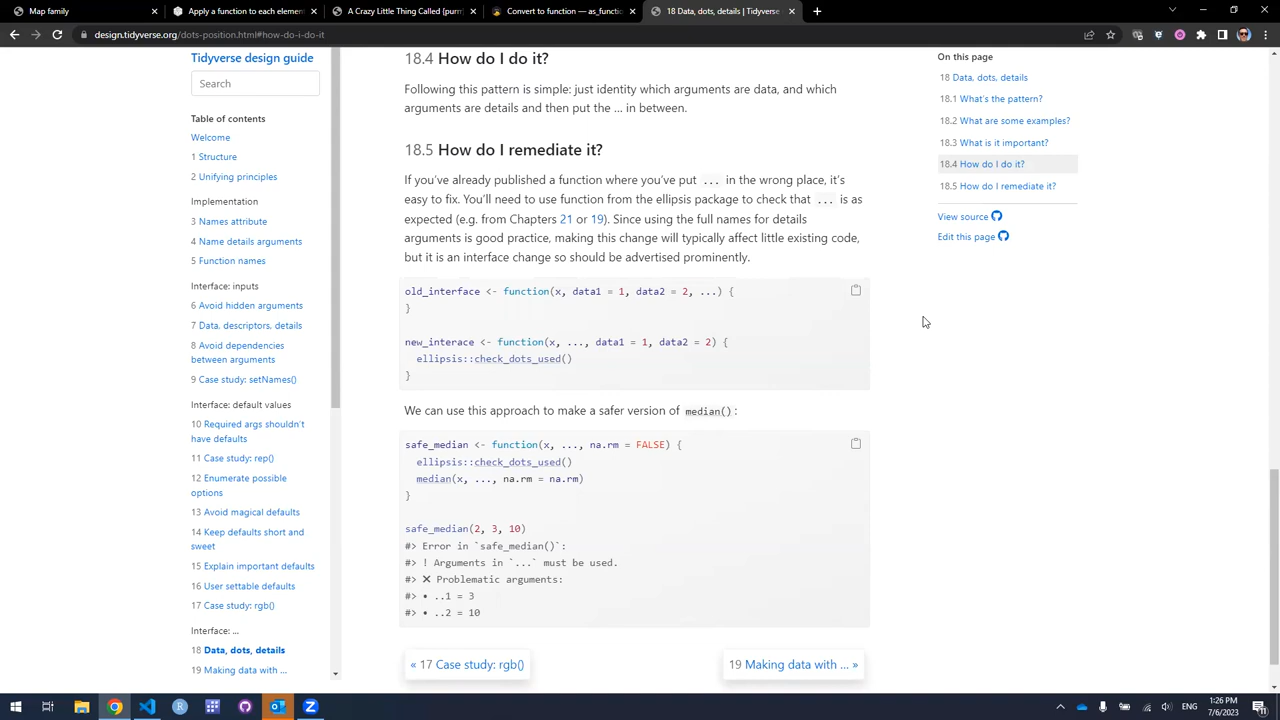 Map family
Apply functionals - Make your
A Crazy Little Thing Called {purrr
Convert to function — as_functio
18 Data, dots, details | Tidyverse
design.tidyverse.org/dots-position.html#how-do-i-do-it
Tidyverse design guide
Search
Table of contents
Welcome
1 Structure
2 Unifying principles
Implementation
3 Names attribute
4 Name details arguments
5 Function names
Interface: inputs
6 Avoid hidden arguments
7 Data, descriptors, details
8 Avoid dependencies
between arguments
9 Case study: setNames()
Interface: default values
10 Required args shouldn't
have defaults
11 Case study: rep()
12 Enumerate possible
options
13 Avoid magical defaults
14 Keep defaults short and
sweet
15 Explain important defaults
16 User settable defaults
17 Case study: rgb()
Interface: ...
18 Data, dots, details
19 Making data with ...
18.4 How do I do it?
Following this pattern is simple: just identity which arguments are data, and which
arguments are details and then put the ... in between.
18.5 How do I remediate it?
If you've already published a function where you've put ... in the wrong place, it's
easy to fix. You'll need to use function from the ellipsis package to check that ... is as
expected (e.g. from Chapters 21 or 19). Since using the full names for details
arguments is good practice, making this change will typically affect little existing code,
but it is an interface change so should be advertised prominently.
old_interface <- function(x, data1 = 1, data2 = 2, ...) {
}
new_interace <- function(x, ..., data1 = 1, data2 = 2) {
ellipsis::check_dots_used()
}
We can use this approach to make a safer version of median():
safe_median <- function(x, ..., na.rm = FALSE) {
ellipsis::check_dots_used()
median(x, ..., na.rm = na.rm)
}
safe_median(2, 3, 10)
#> Error in `safe_median()`:
#> ! Arguments in `...` must be used.
#> ✖ Problematic arguments:
#> • ..1 = 3
#> • ..2 = 10
« 17 Case study: rgb()
19 Making data with ... »
On this page
18 Data, dots, details
18.1 What's the pattern?
18.2 What are some examples?
18.3 What is it important?
18.4 How do I do it?
18.5 How do I remediate it?
View source
Edit this page
ENG
1:26 PM
7/6/2023